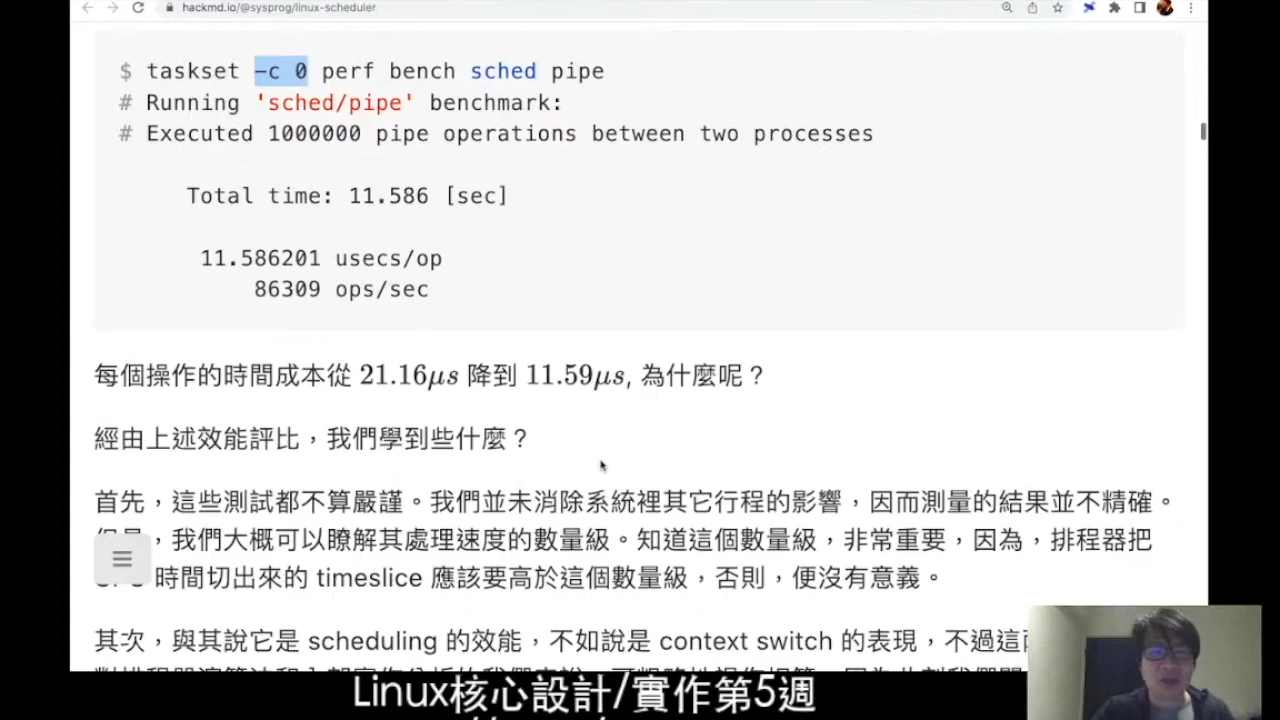 hackmd.io/@sysprog/linux-scheduler
$ taskset -c 0 perf bench sched pipe
# Running 'sched/pipe' benchmark:
# Executed 1000000 pipe operations between two processes
Total time: 11.586 [sec]
11.586201 usecs/op
86309 ops/sec
每個操作的時間成本從 21.16μs 降到 11.59μs, 為什麼呢？
經由上述效能評比，我們學到些什麼？
首先，這些測試都不算嚴謹。我們並未消除系統裡其它行程的影響，因而測量的結果並不精確。
，我們大概可以瞭解其處理速度的數量級。知道這個數量級，非常重要，因為，排程器把
時間切出來的 timeslice 應該要高於這個數量級，否則，便沒有意義。
其次，與其說它是 scheduling 的效能，不如說是 context switch 的表現，不過這
Linux核心設計/實作第5週